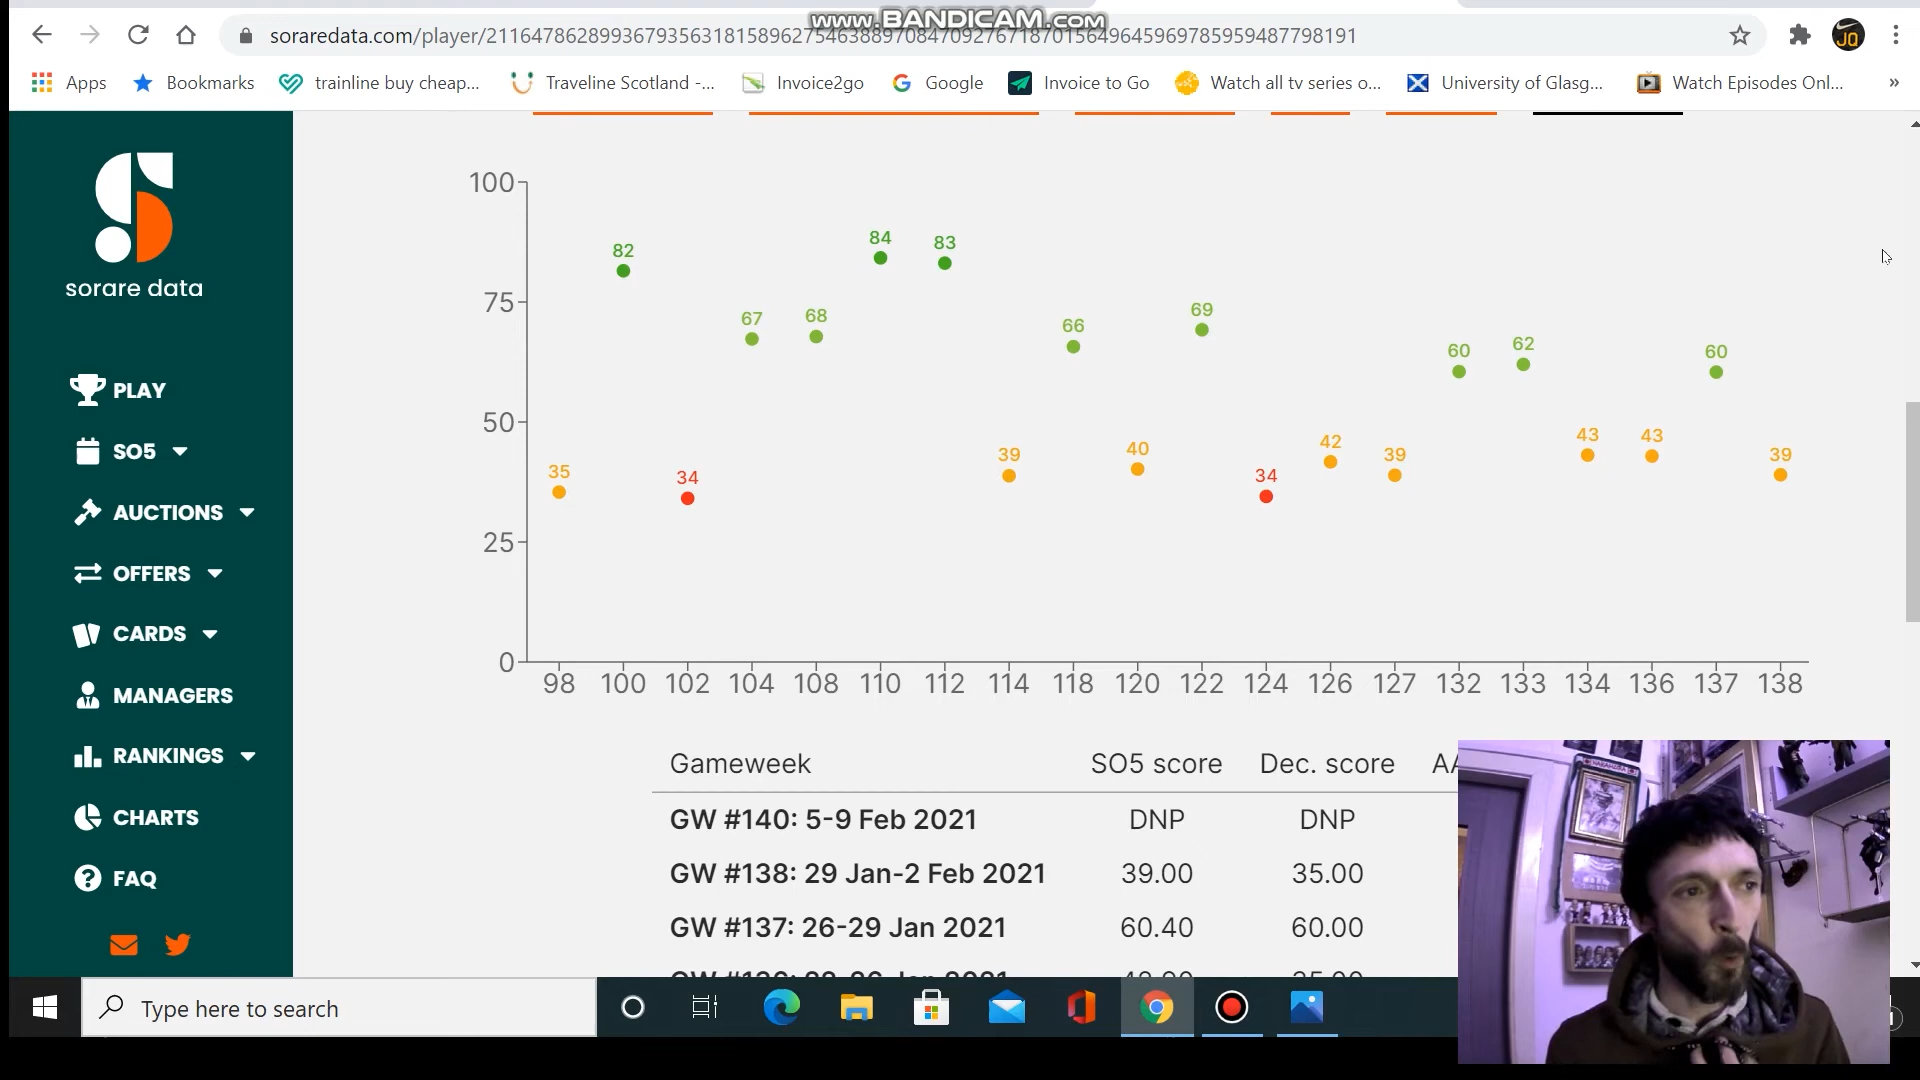 www.BANDICAM.com
soraredata.com/player/21164786289936793563181589627546388970847092767187015649645969785959487798191
JQ
Apps
Bookmarks
trainline buy cheap...
Traveline Scotland -...
Invoice2go
Google
Invoice to Go
Watch all tv series o...
University of Glasg...
Watch Episodes Onl...
»
sorare data
PLAY
SO5
AUCTIONS
OFFERS
CARDS
MANAGERS
RANKINGS
CHARTS
FAQ
100
75
50
25
0
35 82 34 67 68 84 83 39 66 40 69 34 42 39 60 62 43 43 60 39
98 100 102 104 108 110 112 114 118 120 122 124 126 127 132 133 134 136 137 138
Gameweek SO5 score Dec. score AA
GW #140: 5-9 Feb 2021 DNP DNP
GW #138: 29 Jan-2 Feb 2021 39.00 35.00
GW #137: 26-29 Jan 2021 60.40 60.00
Type here to search